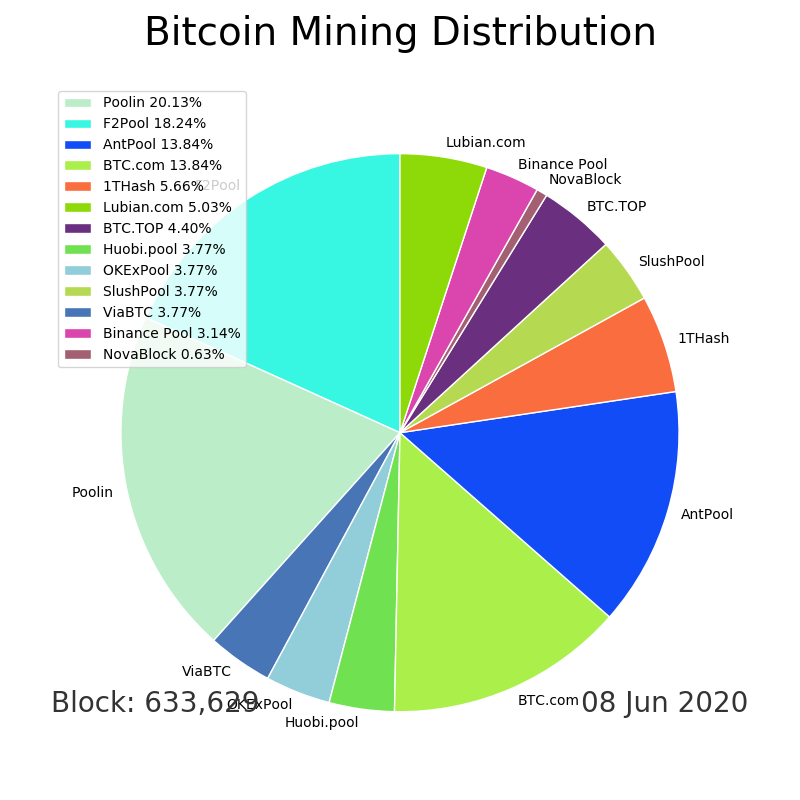 Bitcoin Mining Distribution
Poolin 20.13%
F2Pool 18.24%
AntPool 13.84%
BTC.com 13.84%
1THash 5.66%
Lubian.com 5.03%
BTC.TOP 4.40%
Huobi.pool 3.77%
OKExPool 3.77%
SlushPool 3.77%
ViaBTC 3.77%
Binance Pool 3.14%
NovaBlock 0.63%
Lubian.com
Binance Pool
NovaBlock
F2Pool
BTC.TOP
SlushPool
1THash
Poolin
AntPool
ViaBTC
BTC.com
OKExPool
Huobi.pool
Block: 633,629
08 Jun 2020